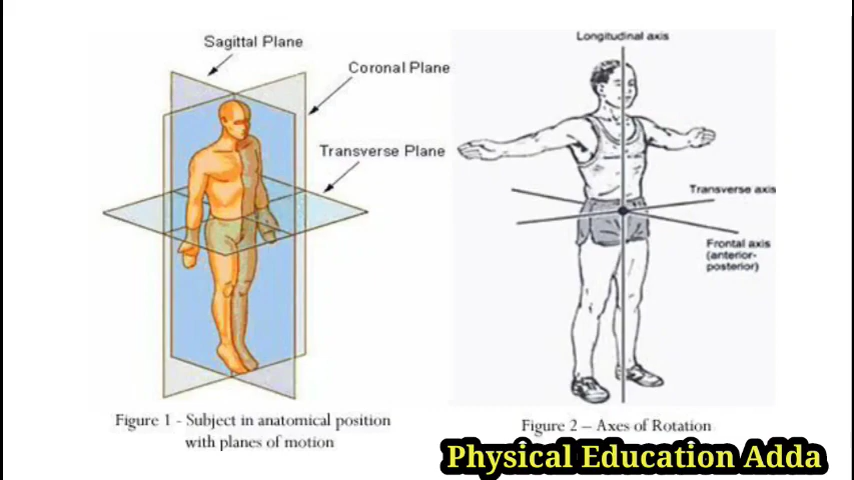 Sagittal Plane
Coronal Plane
Transverse Plane
Figure 1 - Subject in anatomical position
with planes of motion
Longitudinal axis
Transverse axis
Frontal axis
(anterior-
posterior)
Figure 2 – Axes of Rotation
Physical Education Adda